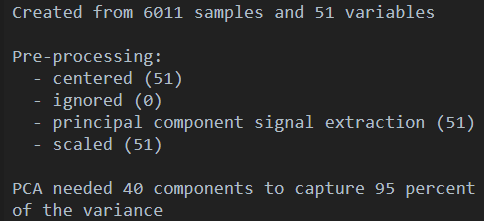 Created from 6011 samples and 51 variables
Pre-processing:
- centered (51)
- ignored (0)
- principal component signal extraction (51)
- scaled (51)
PCA needed 40 components to capture 95 percent
of the variance